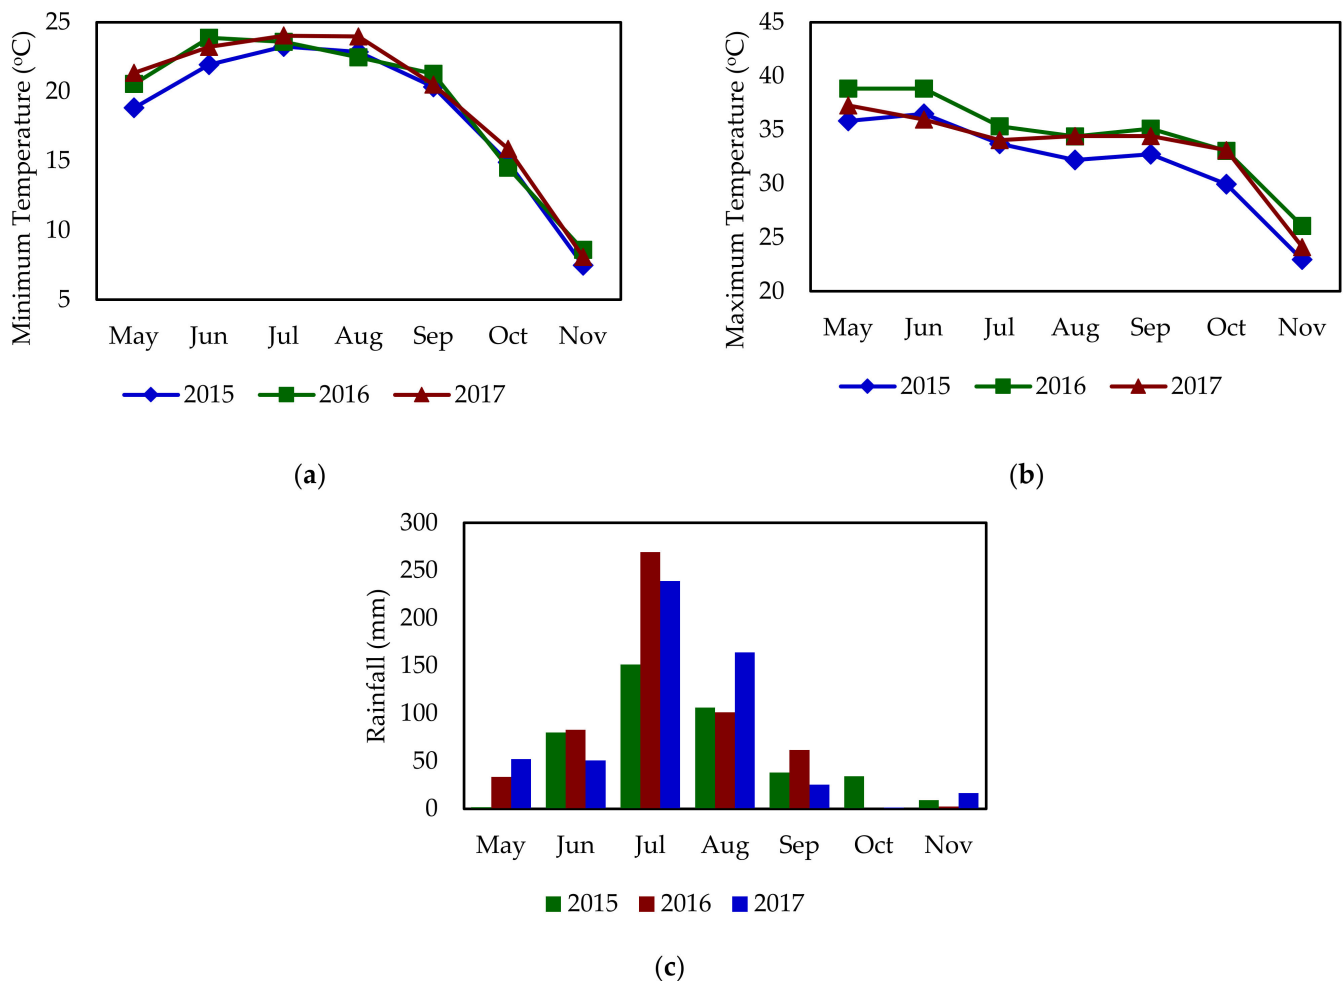 Minimum Temperature (°C)
25
20
15
10
5
May Jun Jul Aug Sep Oct Nov
2015 2016 2017
(a)
Maximum Temperature (°C)
45
40
35
30
25
20
May Jun Jul Aug Sep Oct Nov
2015 2016 2017
(b)
Rainfall (mm)
300
250
200
150
100
50
0
May Jun Jul Aug Sep Oct Nov
2015 2016 2017
(c)